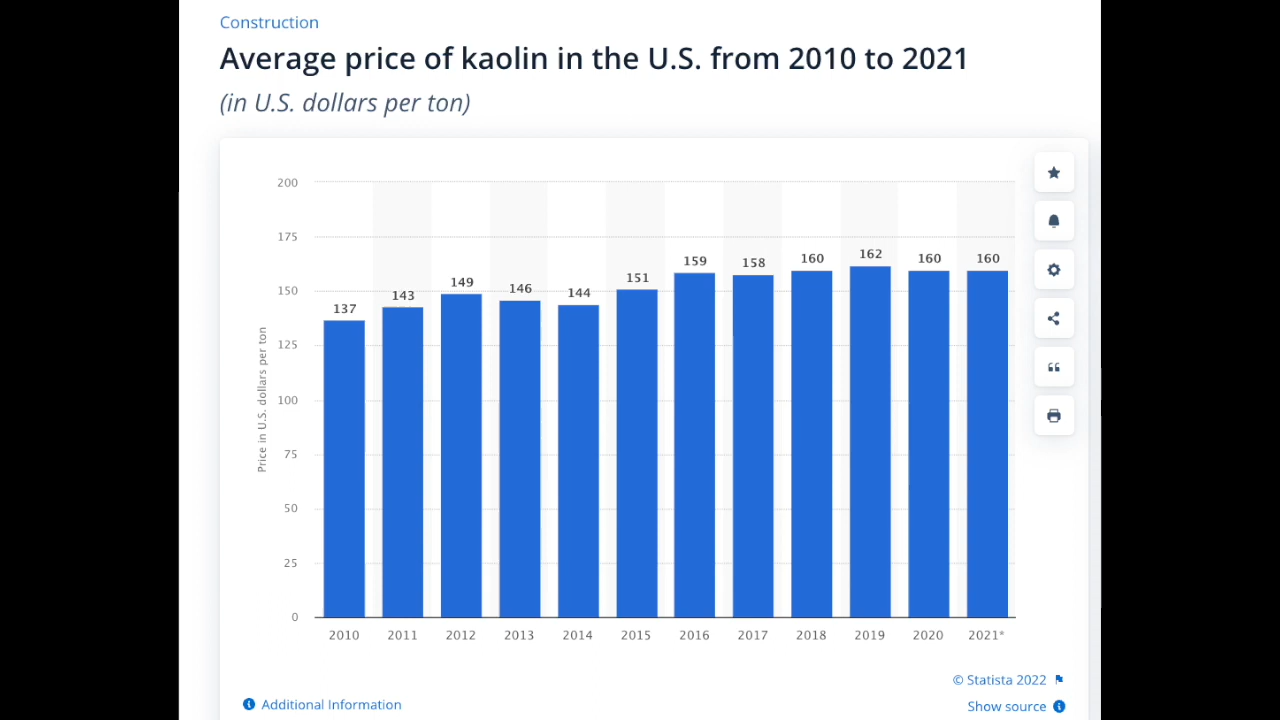 Construction
Average price of kaolin in the U.S. from 2010 to 2021
(in U.S. dollars per ton)
200
175
150
125
100
75
50
25
0
Price in U.S. dollars per ton
137 143 149 146 144 151 159 158 160 162 160 160
2010 2011 2012 2013 2014 2015 2016 2017 2018 2019 2020 2021*
© Statista 2022
Additional Information
Show source